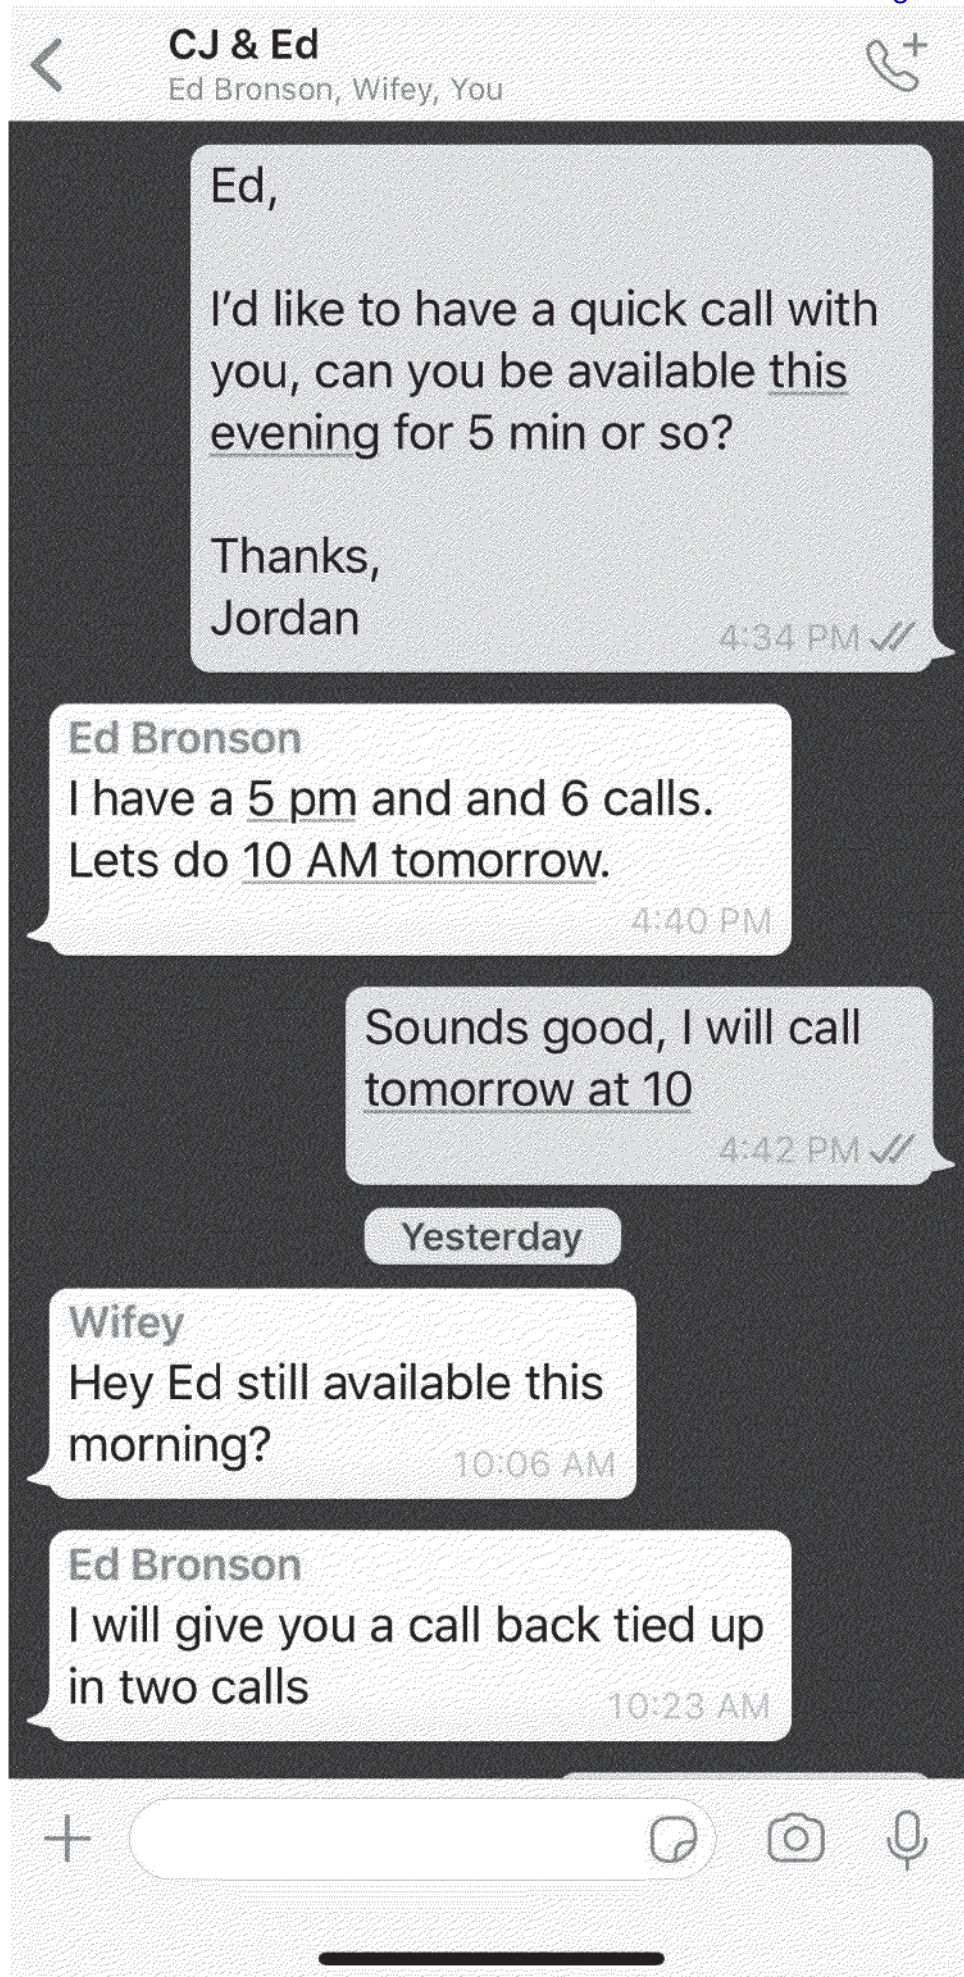 CJ & Ed
Ed Bronson, Wifey, You
Ed,
I'd like to have a quick call with
you, can you be available this
evening for 5 min or so?
Thanks,
Jordan
4:34 PM
Ed Bronson
I have a 5 pm and and 6 calls.
Lets do 10 AM tomorrow.
4:40 PM
Sounds good, I will call
tomorrow at 10
4:42 PM
Yesterday
Wifey
Hey Ed still available this
morning?
10:06 AM
Ed Bronson
I will give you a call back tied up
in two calls
10:23 AM